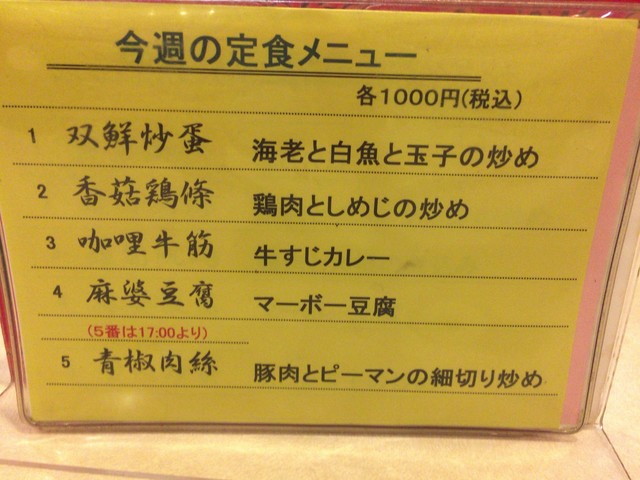 今週の定食メニュー
各1000円(税込)
1 双鮮炒蛋 海老と白魚と玉子の炒め
2 香菇鶏條 鶏肉としめじの炒め
3 咖哩牛筋 牛すじカレー
4 麻婆豆腐 マーボー豆腐
(5番は17:00より)
5 青椒肉絲 豚肉とピーマンの細切り炒め